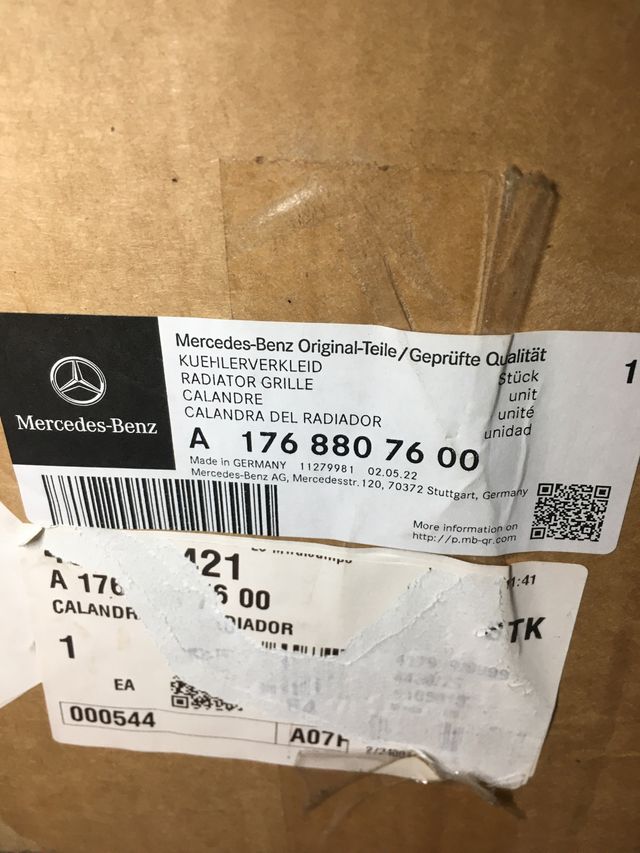 Mercedes-Benz
Mercedes-Benz Original-Teile/Geprüfte Qualität
KUEHLERVERKLEID
RADIATOR GRILLE
CALANDRE
CALANDRA DEL RADIADOR
1
Stück
unit
unité
unidad
A 176 880 76 00
Made in GERMANY 11279981 02.05.22
Mercedes-Benz AG, Mercedesstr. 120, 70372 Stuttgart, Germany
More information on
http://p.mb-qr.com
421
A 176 6 00
CALANDR IADOR
:41
TK
1
EA
000544
A07